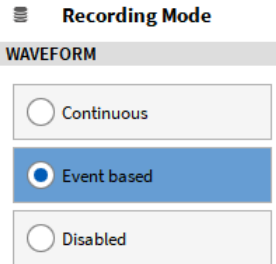 Recording Mode
WAVEFORM
Continuous
Event based
Disabled